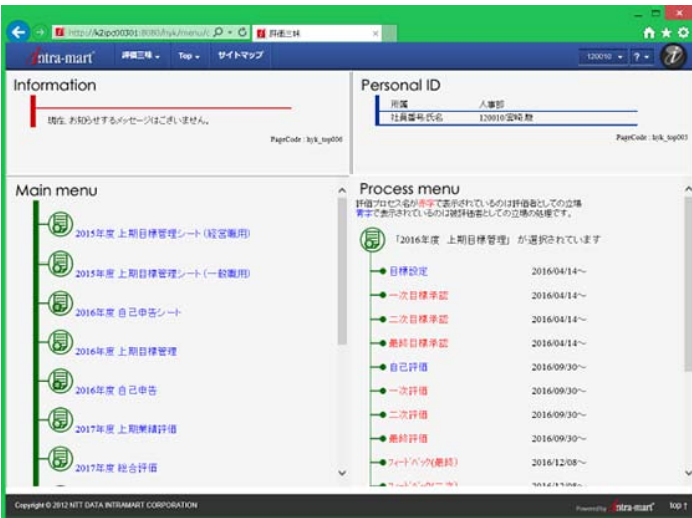 http://k2ipc00301:8080/hyk/menu/c
評価三昧
intra-mart
評価三昧
Top
サイトマップ
120010
?
Information
現在、お知らせするメッセージはございません。
PageCode : hyk_top006
Personal ID
所属 人事部
社員番号/氏名 120010/宮崎 駿
PageCode : hyk_top003
Main menu
2015年度 上期目標管理シート(経営職用)
2015年度 上期目標管理シート(一般職用)
2016年度 自己申告シート
2016年度 上期目標管理
2016年度 自己申告
2017年度 上期業績評価
2017年度 総合評価
Process menu
評価プロセス名が赤字で表示されているのは評価者としての立場
青字で表示されているのは被評価者としての立場の処理です。
「2016年度 上期目標管理」 が選択されています
目標設定 2016/04/14～
一次目標承認 2016/04/14～
二次目標承認 2016/04/14～
最終目標承認 2016/04/14～
自己評価 2016/09/30～
一次評価 2016/09/30～
二次評価 2016/09/30～
最終評価 2016/09/30～
フィードバック(最終) 2016/12/08～
Copyright © 2012 NTT DATA INTRAMART CORPORATION
Powered by intra-mart
top ↑